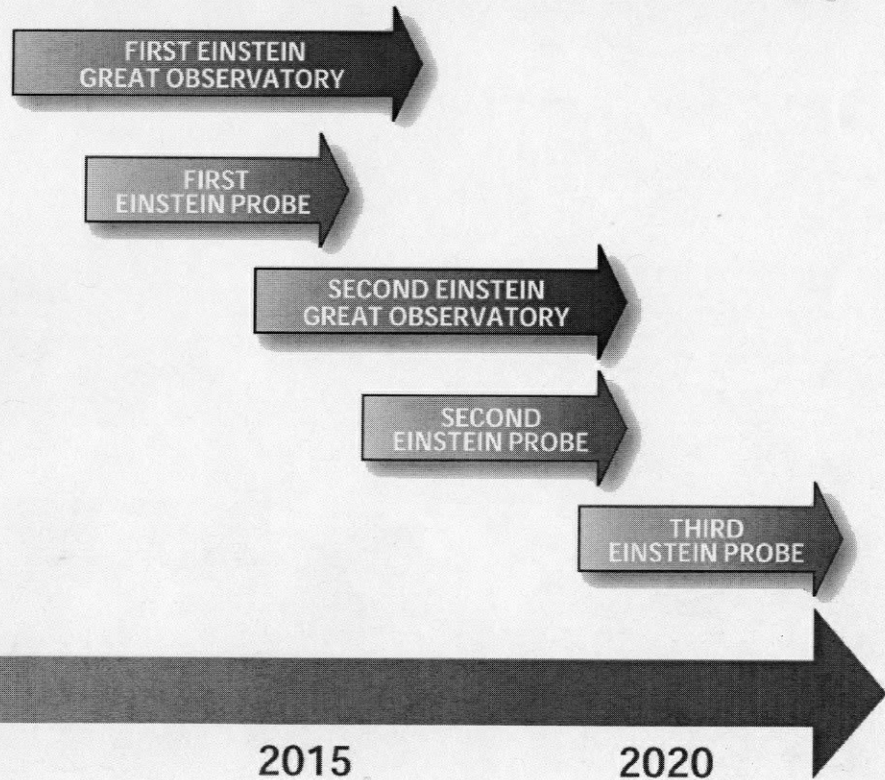 FIRST EINSTEIN
GREAT OBSERVATORY
FIRST
EINSTEIN PROBE
SECOND EINSTEIN
GREAT OBSERVATORY
SECOND
EINSTEIN PROBE
THIRD
EINSTEIN PROBE
2015
2020